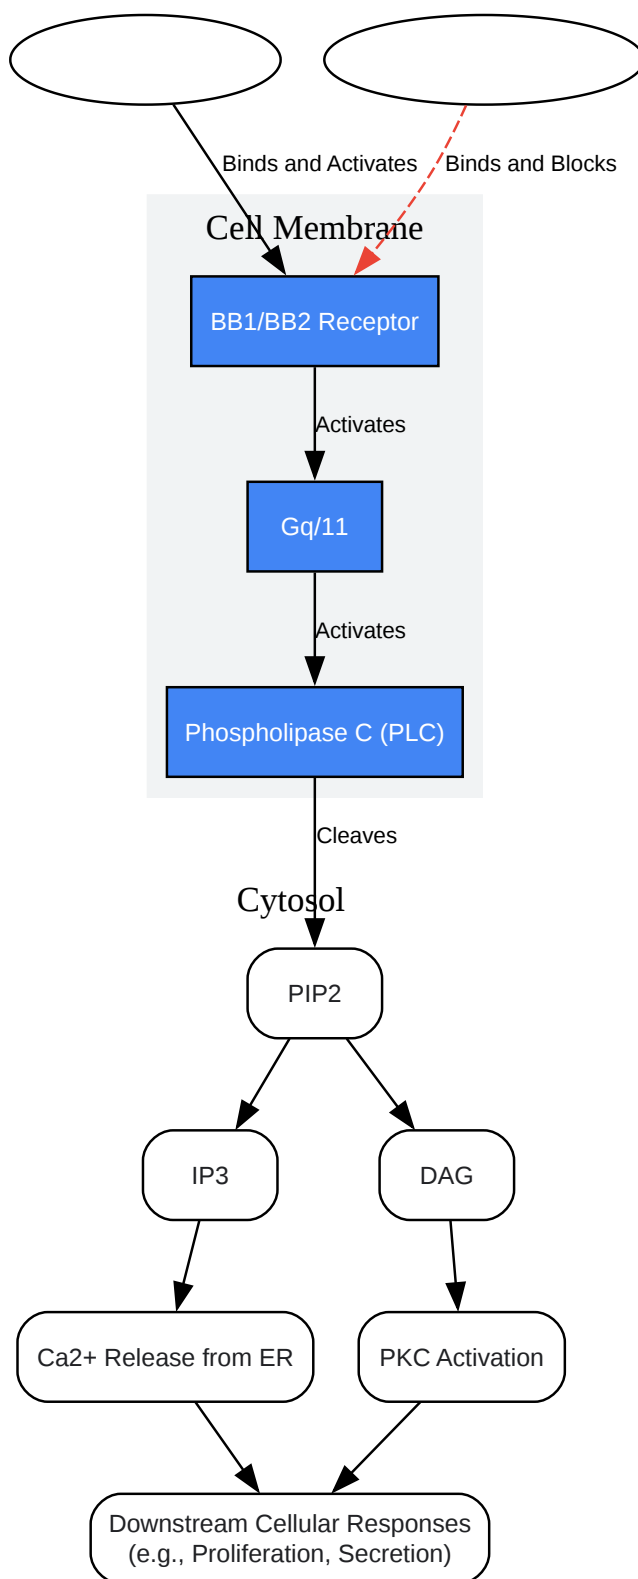 Binds and Activates
Binds and Blocks
Cell Membrane
BB1/BB2 Receptor
Activates
Gq/11
Activates
Phospholipase C (PLC)
Cleaves
Cytosol
PIP2
IP3
DAG
Ca2+ Release from ER
PKC Activation
Downstream Cellular Responses
(e.g., Proliferation, Secretion)